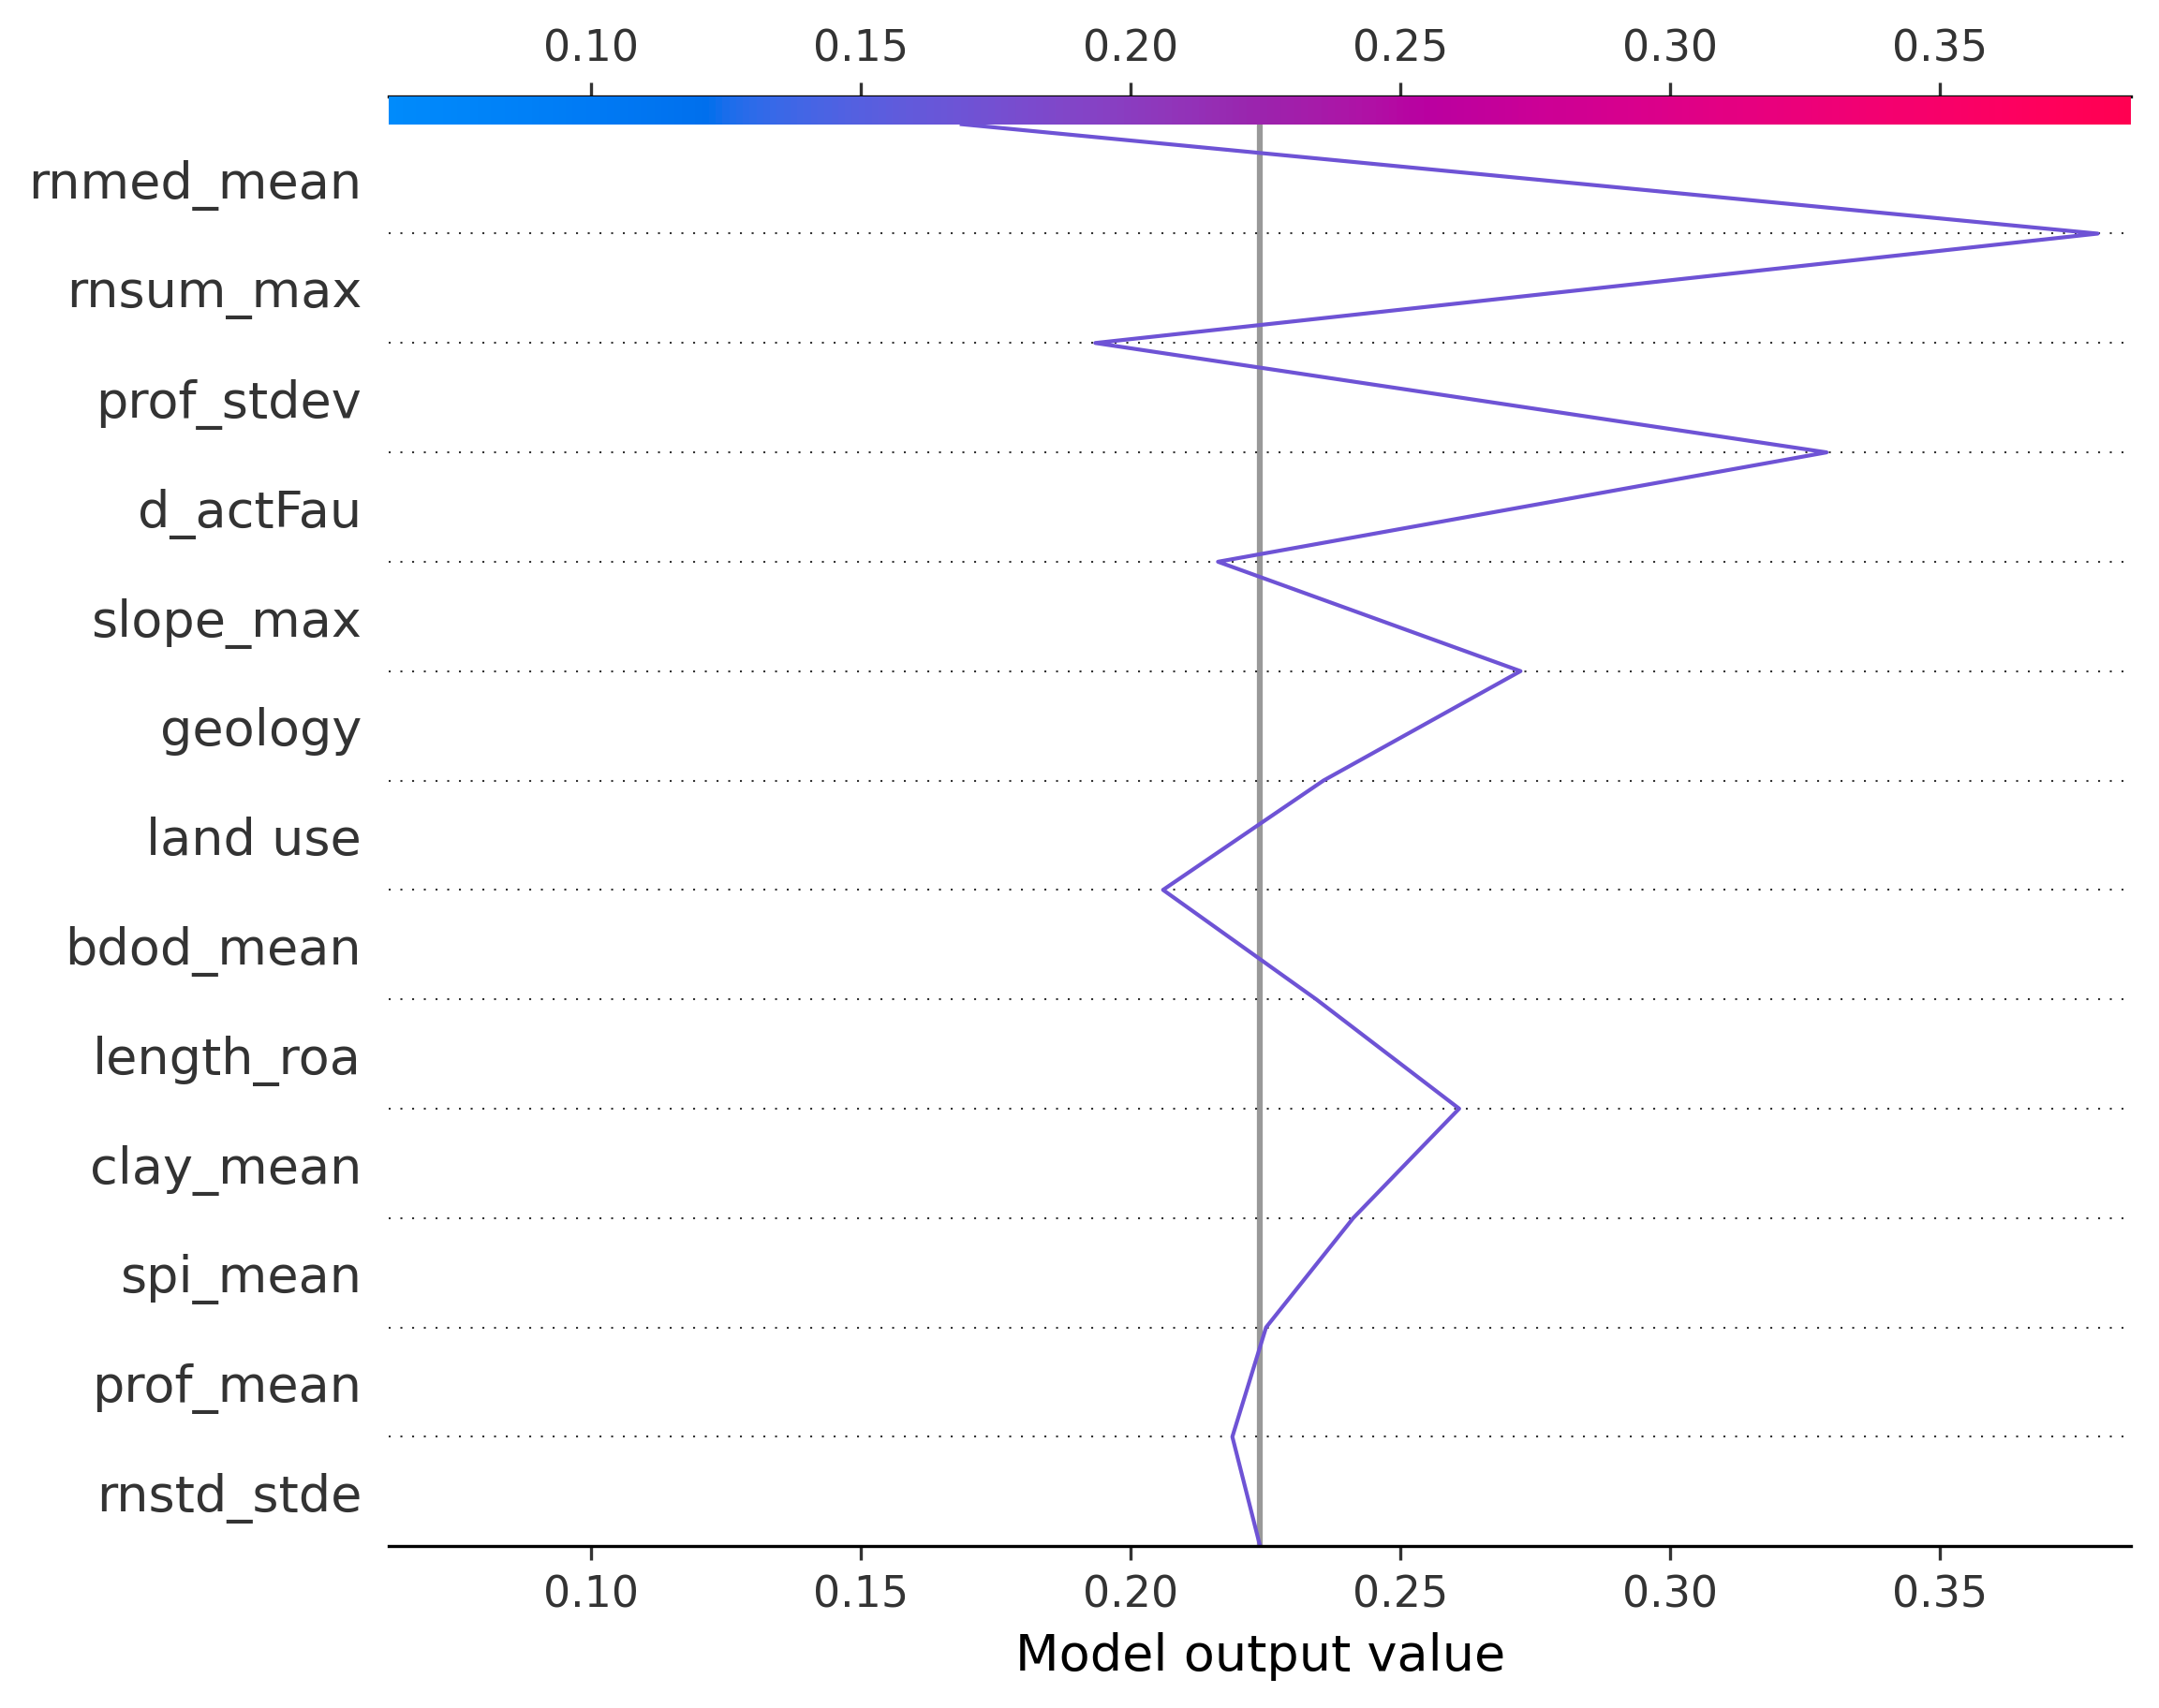 0.10 0.15 0.20 0.25 0.30 0.35
rnmed_mean
rnsum_max
prof_stdev
d_actFau
slope_max
geology
land use
bdod_mean
length_roa
clay_mean
spi_mean
prof_mean
rnstd_stde
0.10 0.15 0.20 0.25 0.30 0.35
Model output value